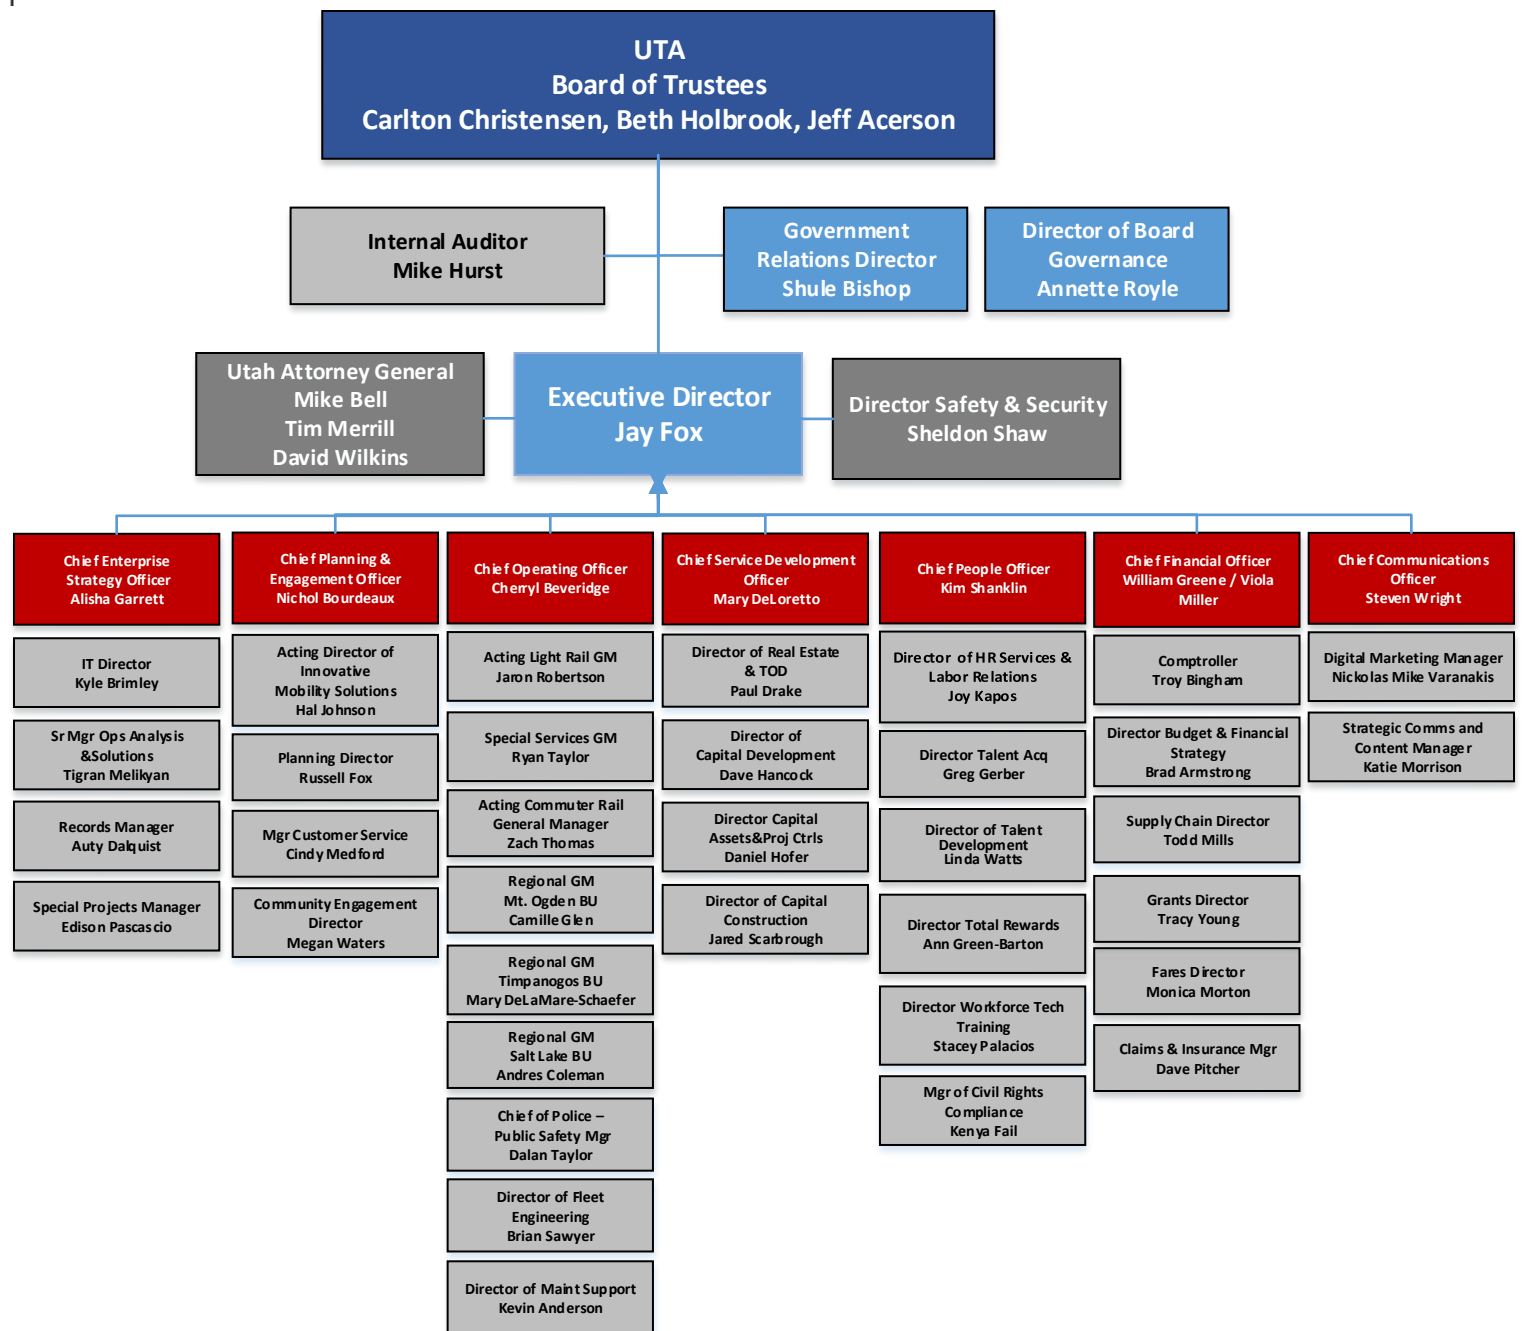 UTA
Board of Trustees
Carlton Christensen, Beth Holbrook, Jeff Acerson
Internal Auditor
Mike Hurst
Government
Relations Director
Shule Bishop
Director of Board
Governance
Annette Royle
Utah Attorney General
Mike Bell
Tim Merrill
David Wilkins
Executive Director
Jay Fox
Director Safety & Security
Sheldon Shaw
Chief Enterprise
Strategy Officer
Alisha Garrett
IT Director
Kyle Brimley
Sr Mgr Ops Analysis
&Solutions
Tigran Melikyan
Records Manager
Auty Dalquist
Special Projects Manager
Edison Pascascio
Chief Planning &
Engagement Officer
Nichol Bourdeaux
Acting Director of
Innovative
Mobility Solutions
Hal Johnson
Planning Director
Russell Fox
Mgr Customer Service
Cindy Medford
Community Engagement
Director
Megan Waters
Chief Operating Officer
Cherryl Beveridge
Acting Light Rail GM
Jaron Robertson
Special Services GM
Ryan Taylor
Acting Commuter Rail
General Manager
Zach Thomas
Regional GM
Mt. Ogden BU
Camille Glen
Regional GM
Timpanogos BU
Mary DeLaMare-Schaefer
Regional GM
Salt Lake BU
Andres Coleman
Chief of Police –
Public Safety Mgr
Dalan Taylor
Director of Fleet
Engineering
Brian Sawyer
Director of Maint Support
Kevin Anderson
Chief Service Development
Officer
Mary DeLoretto
Director of Real Estate
& TOD
Paul Drake
Director of
Capital Development
Dave Hancock
Director Capital
Assets&Proj Ctrls
Daniel Hofer
Director of Capital
Construction
Jared Scarbrough
Chief People Officer
Kim Shanklin
Director of HR Services &
Labor Relations
Joy Kapos
Director Talent Acq
Greg Gerber
Director of Talent
Development
Linda Watts
Director Total Rewards
Ann Green-Barton
Director Workforce Tech
Training
Stacey Palacios
Mgr of Civil Rights
Compliance
Kenya Fail
Chief Financial Officer
William Greene / Viola
Miller
Comptroller
Troy Bingham
Director Budget & Financial
Strategy
Brad Armstrong
Supply Chain Director
Todd Mills
Grants Director
Tracy Young
Fares Director
Monica Morton
Claims & Insurance Mgr
Dave Pitcher
Chief Communications
Officer
Steven Wright
Digital Marketing Manager
Nickolas Mike Varanakis
Strategic Comms and
Content Manager
Katie Morrison